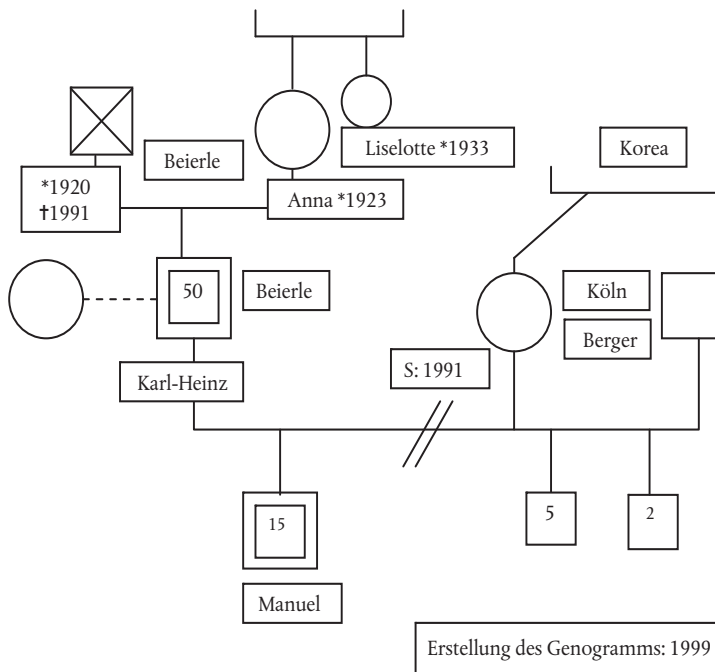 Beierle
Liselotte *1933
Korea
*1920
†1991
Anna *1923
50
Beierle
Köln
Berger
Karl-Heinz
S: 1991
15
5
2
Manuel
Erstellung des Genogramms: 1999